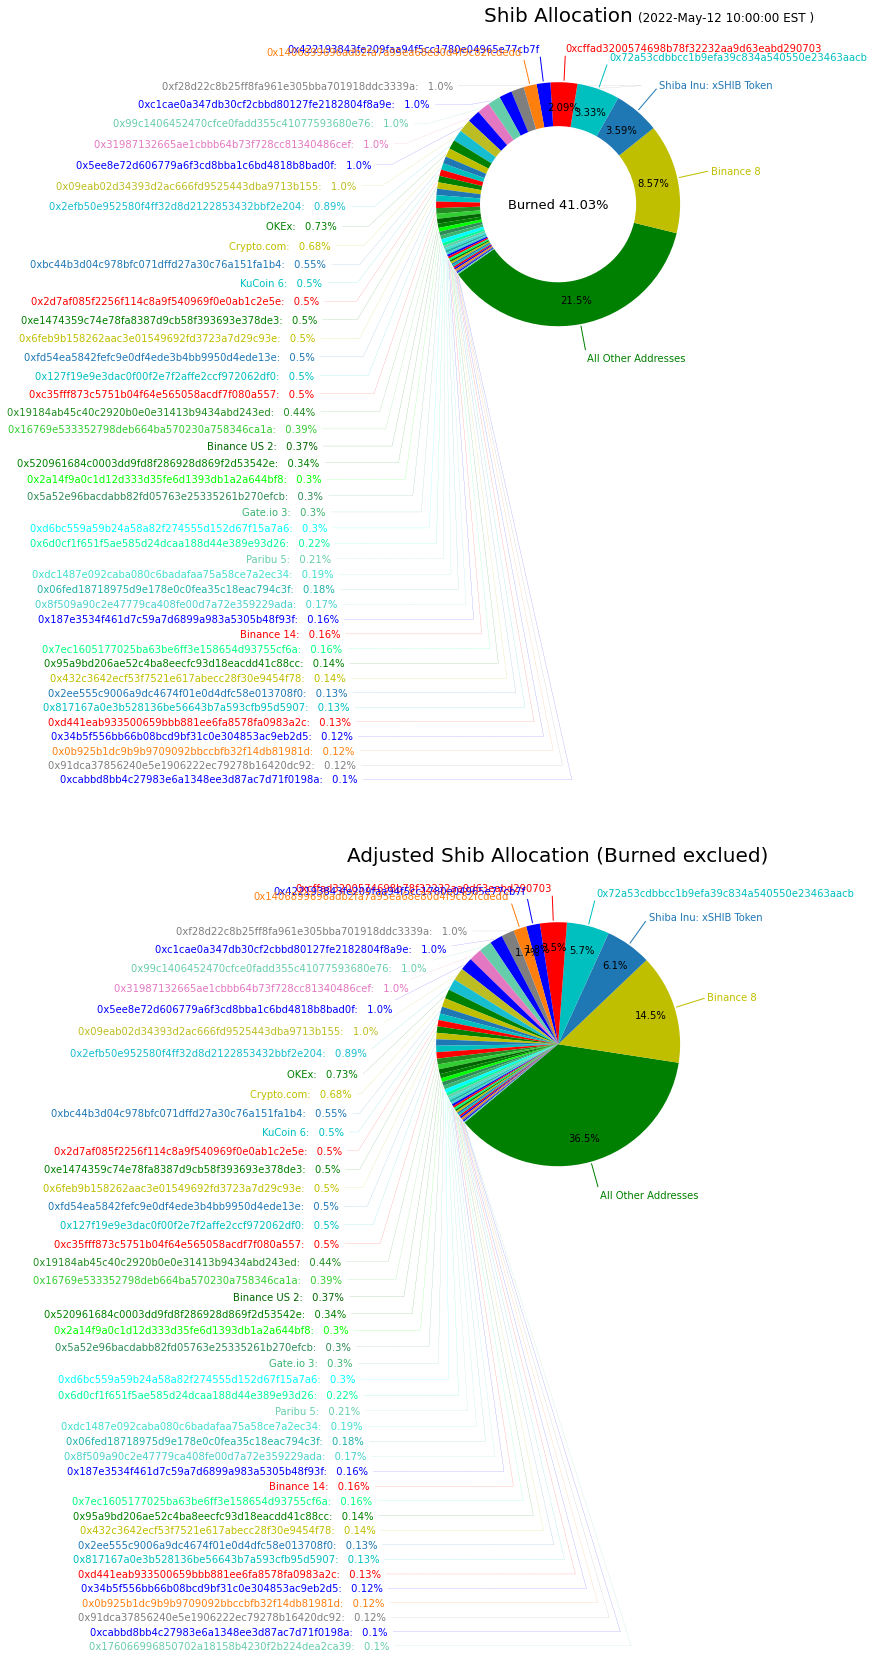 Shib Allocation (2022-May-12 10:00:00 EST )
0x422193843fe209faa94f5cc1780e04965e77cb7f
0xcffad3200574698b78f32232aa9d63eabd290703
0x72a53cdbbcc1b9efa39c834a540550e23463aacb
Shiba Inu: xSHIB Token
0xf28d22c8b25ff8fa961e305bba701918ddc3339a: 1.0%
0xc1cae0a347db30cf2cbbd80127fe2182804f8a9e: 1.0%
2.09%
3.33%
0x99c1406452470cfce0fadd355c41077593680e76: 1.0%
3.59%
0x31987132665ae1cbbb64b73f728cc81340486cef: 1.0%
0x5ee8e72d606779a6f3cd8bba1c6bd4818b8bad0f: 1.0%
Binance 8
8.57%
0x09eab02d34393d2ac666fd9525443dba9713b155: 1.0%
0x2efb50e952580f4ff32d8d2122853432bbf2e204: 0.89%
Burned 41.03%
OKEx: 0.73%
Crypto.com: 0.68%
0xbc44b3d04c978bfc071dffd27a30c76a151fa1b4: 0.55%
KuCoin 6: 0.5%
0x2d7af085f2256f114c8a9f540969f0e0ab1c2e5e: 0.5%
21.5%
0xe1474359c74e78fa8387d9cb58f393693e378de3: 0.5%
0x6feb9b158262aac3e01549692fd3723a7d29c93e: 0.5%
0xfd54ea5842fefc9e0df4ede3b4bb9950d4ede13e: 0.5%
All Other Addresses
0x127f19e9e3dac0f00f2e7f2affe2ccf972062df0: 0.5%
0xc35fff873c5751b04f64e565058acdf7f080a557: 0.5%
0x19184ab45c40c2920b0e0e31413b9434abd243ed: 0.44%
0x16769e533352798deb664ba570230a758346ca1a: 0.39%
Binance US 2: 0.37%
0x520961684c0003dd9fd8f286928d869f2d53542e: 0.34%
0x2a14f9a0c1d12d333d35fe6d1393db1a2a644bf8: 0.3%
0x5a52e96bacdabb82fd05763e25335261b270efcb: 0.3%
Gate.io 3: 0.3%
0xd6bc559a59b24a58a82f274555d152d67f15a7a6: 0.3%
0x6d0cf1f651f5ae585d24dcaa188d44e389e93d26: 0.22%
Paribu 5: 0.21%
0xdc1487e092caba080c6badafaa75a58ce7a2ec34: 0.19%
0x06fed18718975d9e178e0c0fea35c18eac794c3f: 0.18%
0x8f509a90c2e47779ca408fe00d7a72e359229ada: 0.17%
0x187e3534f461d7c59a7d6899a983a5305b48f93f: 0.16%
Binance 14: 0.16%
0x7ec1605177025ba63be6ff3e158654d93755cf6a: 0.16%
0x95a9bd206ae52c4ba8eecfc93d18eacdd41c88cc: 0.14%
0x432c3642ecf53f7521e617abecc28f30e9454f78: 0.14%
0x2ee555c9006a9dc4674f01e0d4dfc58e013708f0: 0.13%
0x817167a0e3b528136be56643b7a593cfb95d5907: 0.13%
0xd441eab933500659bbb881ee6fa8578fa0983a2c: 0.13%
0x34b5f556bb66b08bcd9bf31c0e304853ac9eb2d5: 0.12%
0x0b925b1dc9b9b9709092bbccbfb32f14db81981d: 0.12%
0x91dca37856240e5e1906222ec79278b16420dc92: 0.12%
0xcabbd8bb4c27983e6a1348ee3d87ac7d71f0198a: 0.1%
Adjusted Shib Allocation (Burned exclued)
0x72a53cdbbcc1b9efa39c834a540550e23463aacb
Shiba Inu: xSHIB Token
0xf28d22c8b25ff8fa961e305bba701918ddc3339a: 1.0%
0xc1cae0a347db30cf2cbbd80127fe2182804f8a9e: 1.0%
3.5%
5.7%
0x99c1406452470cfce0fadd355c41077593680e76: 1.0%
6.1%
0x31987132665ae1cbbb64b73f728cc81340486cef: 1.0%
Binance 8
0x5ee8e72d606779a6f3cd8bba1c6bd4818b8bad0f: 1.0%
14.5%
0x09eab02d34393d2ac666fd9525443dba9713b155: 1.0%
0x2efb50e952580f4ff32d8d2122853432bbf2e204: 0.89%
OKEx: 0.73%
Crypto.com: 0.68%
0xbc44b3d04c978bfc071dffd27a30c76a151fa1b4: 0.55%
KuCoin 6: 0.5%
36.5%
0x2d7af085f2256f114c8a9f540969f0e0ab1c2e5e: 0.5%
0xe1474359c74e78fa8387d9cb58f393693e378de3: 0.5%
0x6feb9b158262aac3e01549692fd3723a7d29c93e: 0.5%
All Other Addresses
0xfd54ea5842fefc9e0df4ede3b4bb9950d4ede13e: 0.5%
0x127f19e9e3dac0f00f2e7f2affe2ccf972062df0: 0.5%
0xc35fff873c5751b04f64e565058acdf7f080a557: 0.5%
0x19184ab45c40c2920b0e0e31413b9434abd243ed: 0.44%
0x16769e533352798deb664ba570230a758346ca1a: 0.39%
Binance US 2: 0.37%
0x520961684c0003dd9fd8f286928d869f2d53542e: 0.34%
0x2a14f9a0c1d12d333d35fe6d1393db1a2a644bf8: 0.3%
0x5a52e96bacdabb82fd05763e25335261b270efcb: 0.3%
Gate.io 3: 0.3%
0xd6bc559a59b24a58a82f274555d152d67f15a7a6: 0.3%
0x6d0cf1f651f5ae585d24dcaa188d44e389e93d26: 0.22%
Paribu 5: 0.21%
0xdc1487e092caba080c6badafaa75a58ce7a2ec34: 0.19%
0x06fed18718975d9e178e0c0fea35c18eac794c3f: 0.18%
0x8f509a90c2e47779ca408fe00d7a72e359229ada: 0.17%
0x187e3534f461d7c59a7d6899a983a5305b48f93f: 0.16%
Binance 14: 0.16%
0x7ec1605177025ba63be6ff3e158654d93755cf6a: 0.16%
0x95a9bd206ae52c4ba8eecfc93d18eacdd41c88cc: 0.14%
0x432c3642ecf53f7521e617abecc28f30e9454f78: 0.14%
0x2ee555c9006a9dc4674f01e0d4dfc58e013708f0: 0.13%
0x817167a0e3b528136be56643b7a593cfb95d5907: 0.13%
0xd441eab933500659bbb881ee6fa8578fa0983a2c: 0.13%
0x34b5f556bb66b08bcd9bf31c0e304853ac9eb2d5: 0.12%
0x0b925b1dc9b9b9709092bbccbfb32f14db81981d: 0.12%
0x91dca37856240e5e1906222ec79278b16420dc92: 0.12%
0xcabbd8bb4c27983e6a1348ee3d87ac7d71f0198a: 0.1%
0x176066996850702a18158b4230f2b224dea2ca39: 0.1%